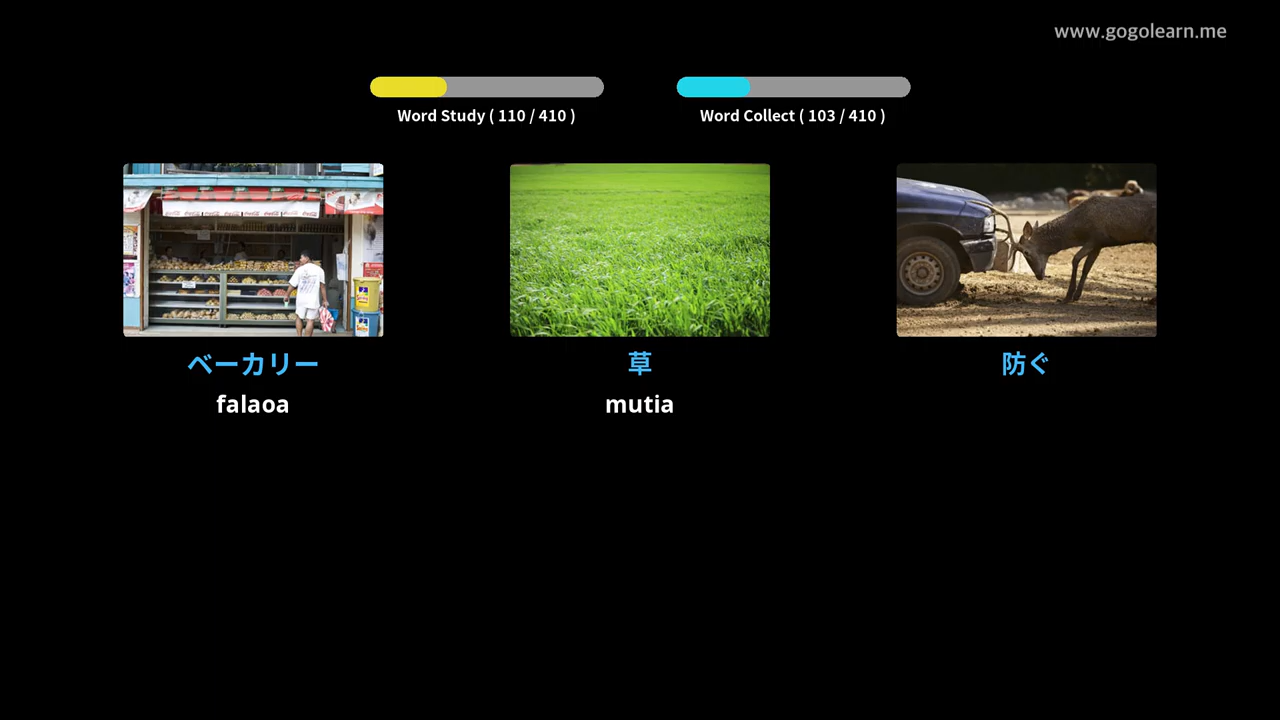 www.gogolearn.me
Word Study ( 110 / 410 )
Word Collect ( 103 / 410 )
ベーカリー
草
防ぐ
falaoa
mutia